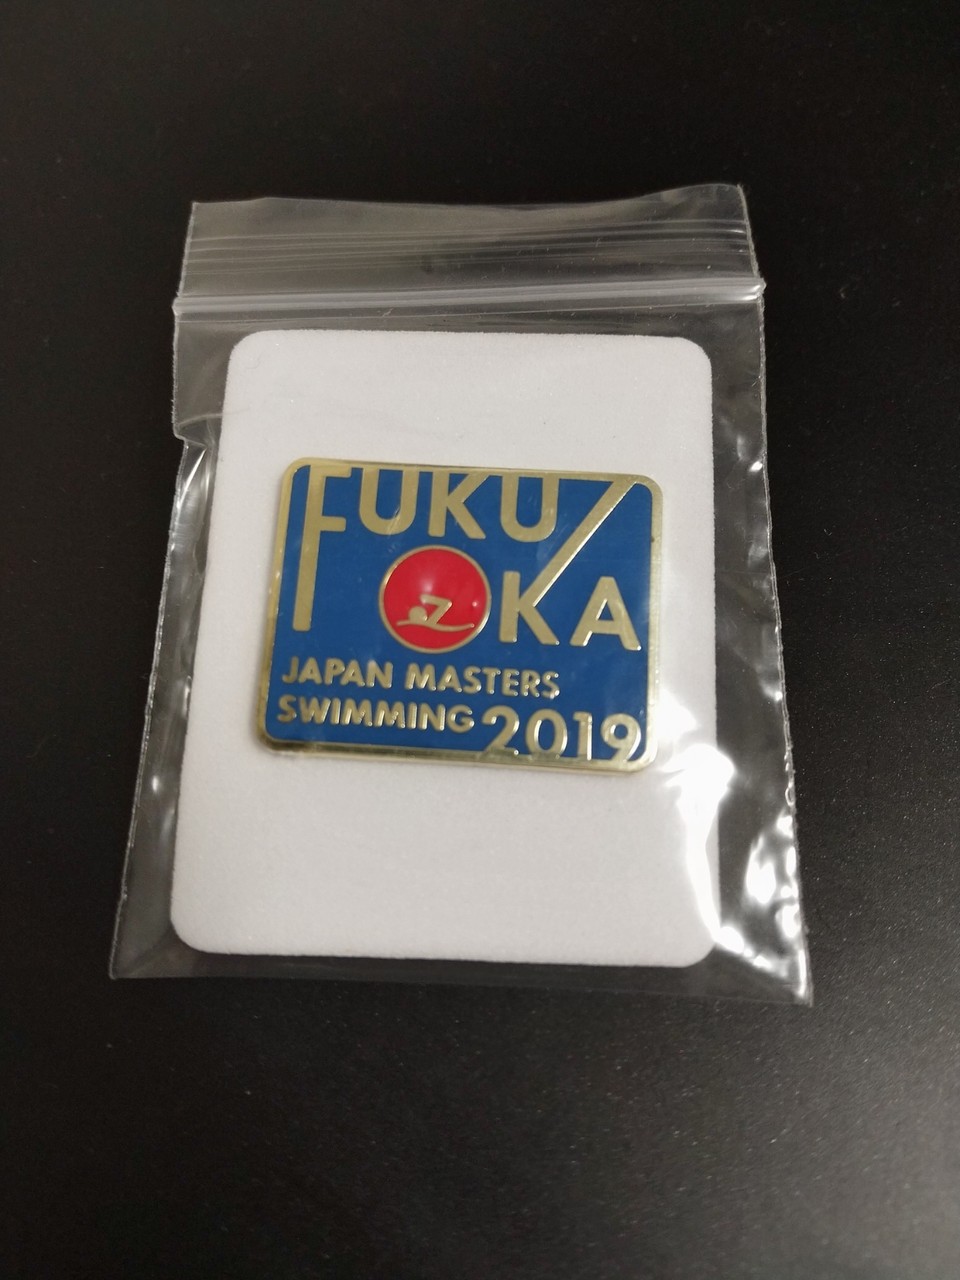 FUKU
OKA
JAPAN MASTERS
SWIMMING 2019